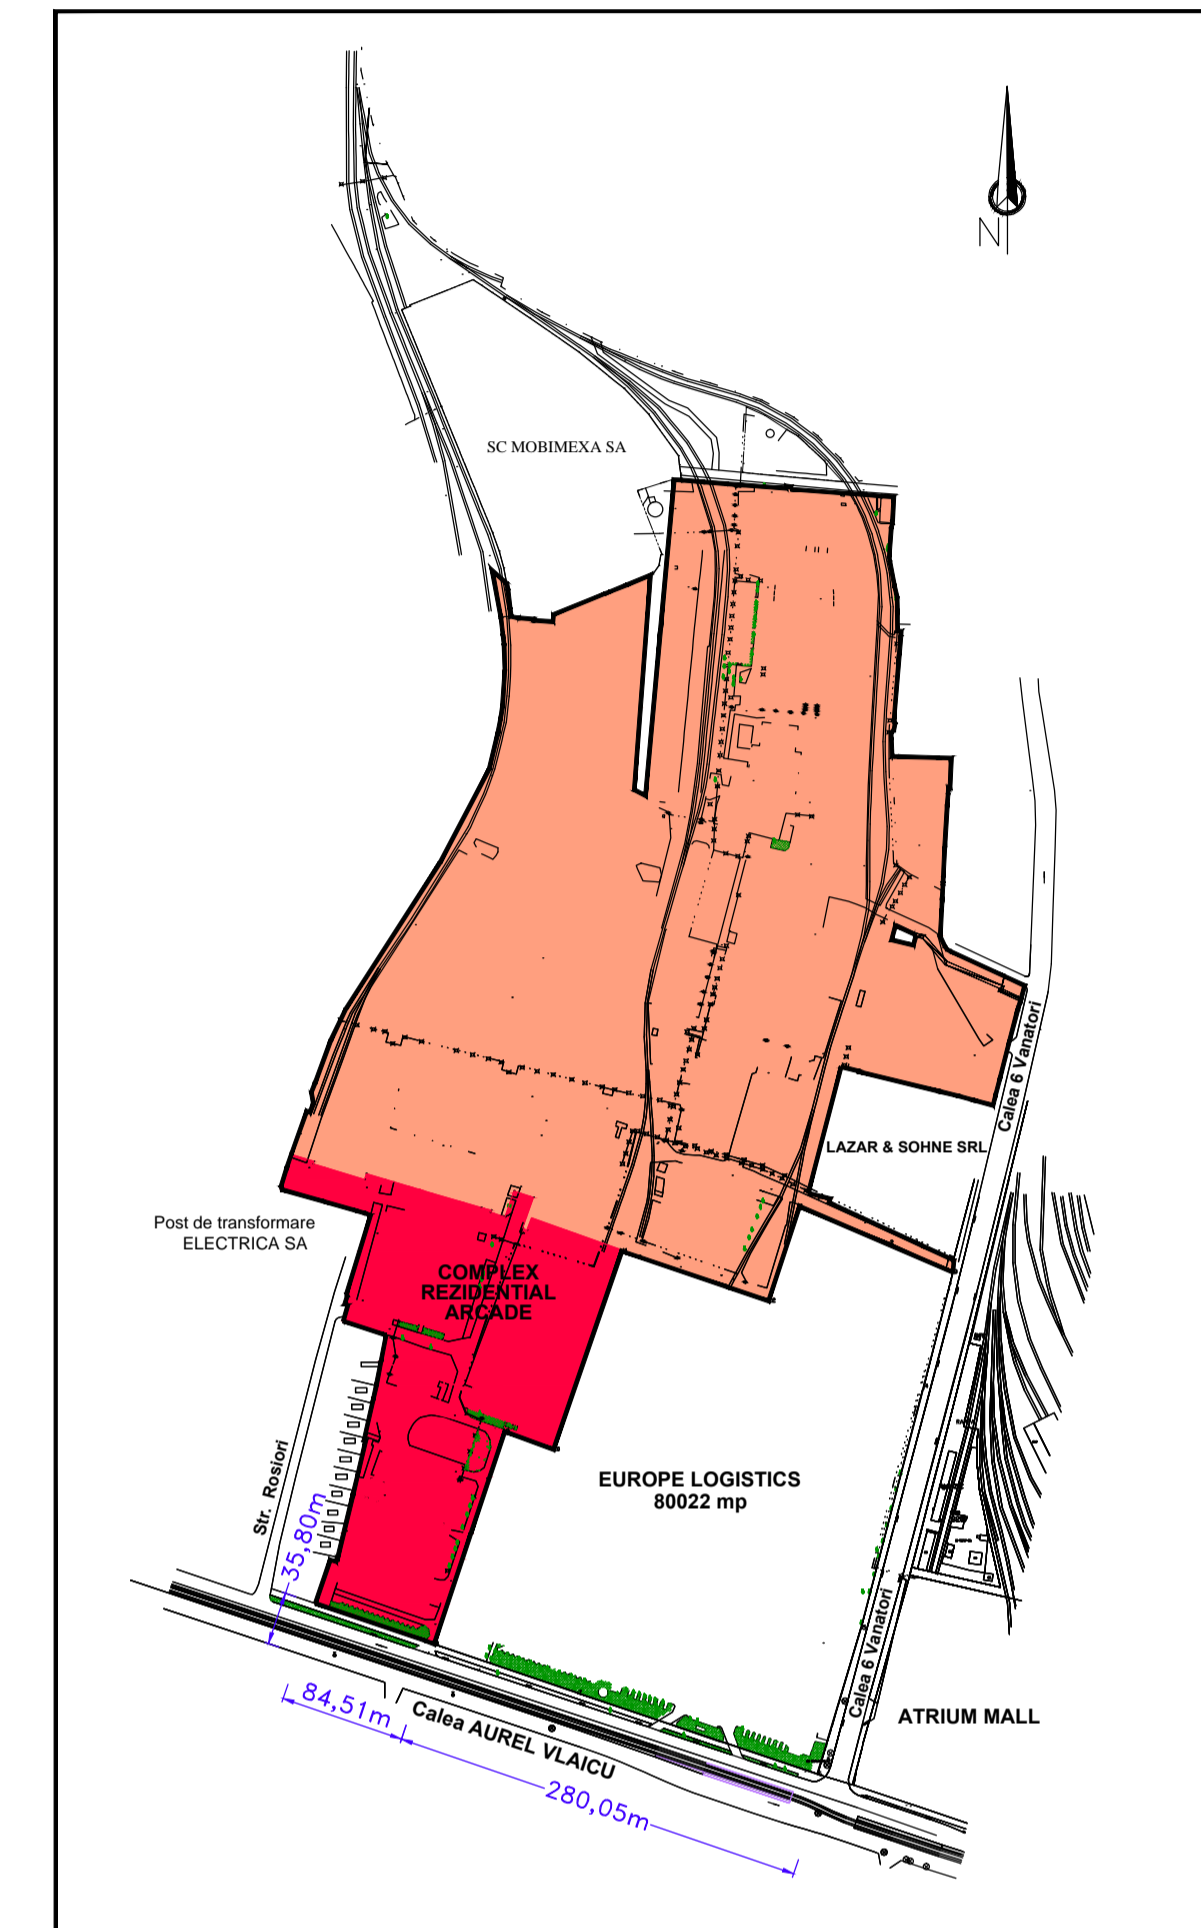 N
SC MOBIMEXA SA
Calea 6 Vanatori
LAZAR & SOHNE SRL
Post de transformare
ELECTRICA SA
COMPLEX
REZIDENTIAL
ARCADE
Str. Rosiori
EUROPE LOGISTICS
80022 mp
35,80m
Calea 6 Vanatori
ATRIUM MALL
84,51m
Calea AUREL VLAICU
280,05m